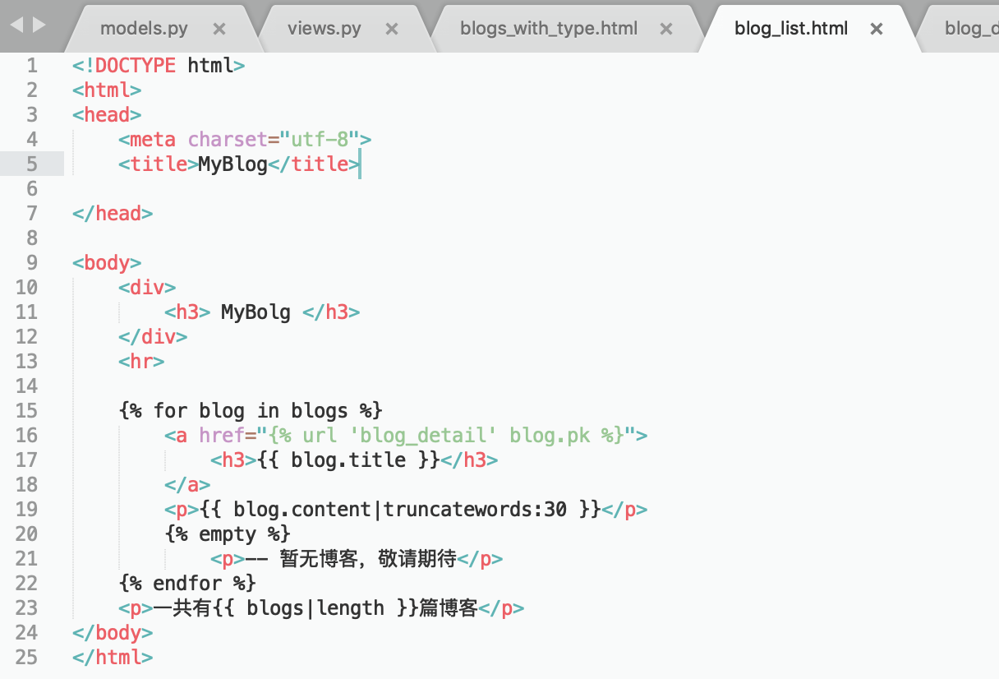 models.py × views.py × blogs_with_type.html × blog_list.html × blog_d
1 <!DOCTYPE html>
2 <html>
3 <head>
4 <meta charset="utf-8">
5 <title>MyBlog</title>
6
7 </head>
8
9 <body>
10 <div>
11 <h3> MyBolg </h3>
12 </div>
13 <hr>
14
15 {% for blog in blogs %}
16 <a href="{% url 'blog_detail' blog.pk %}">
17 <h3>{{ blog.title }}</h3>
18 </a>
19 <p>{{ blog.content|truncatewords:30 }}</p>
20 {% empty %}
21 <p>-- 暂无博客，敬请期待</p>
22 {% endfor %}
23 <p>一共有{{ blogs|length }}篇博客</p>
24 </body>
25 </html>